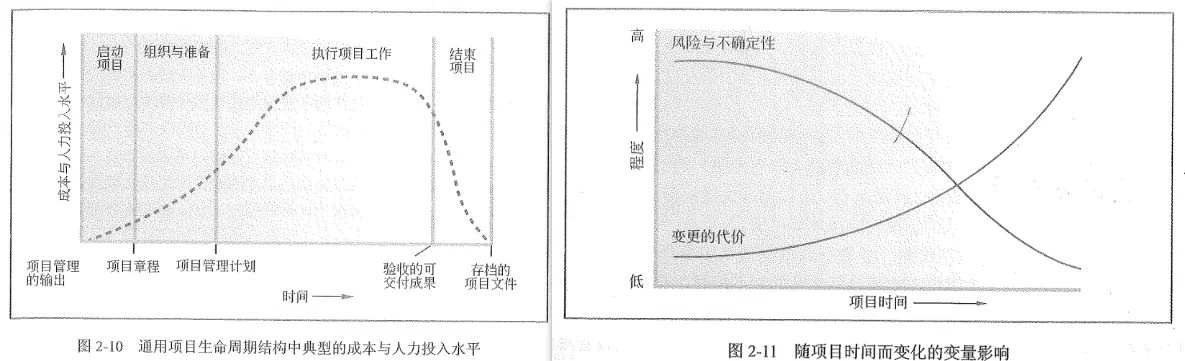 启动
项目
组织与准备
执行项目工作
结束
项目
成本与人力投入水平
项目管理
的输出
项目章程
项目管理计划
验收的可
交付成果
存档的
项目文件
时间
图 2-10 通用项目生命周期结构中典型的成本与人力投入水平
高
风险与不确定性
程度
变更的代价
低
项目时间
图 2-11 随项目时间而变化的变量影响